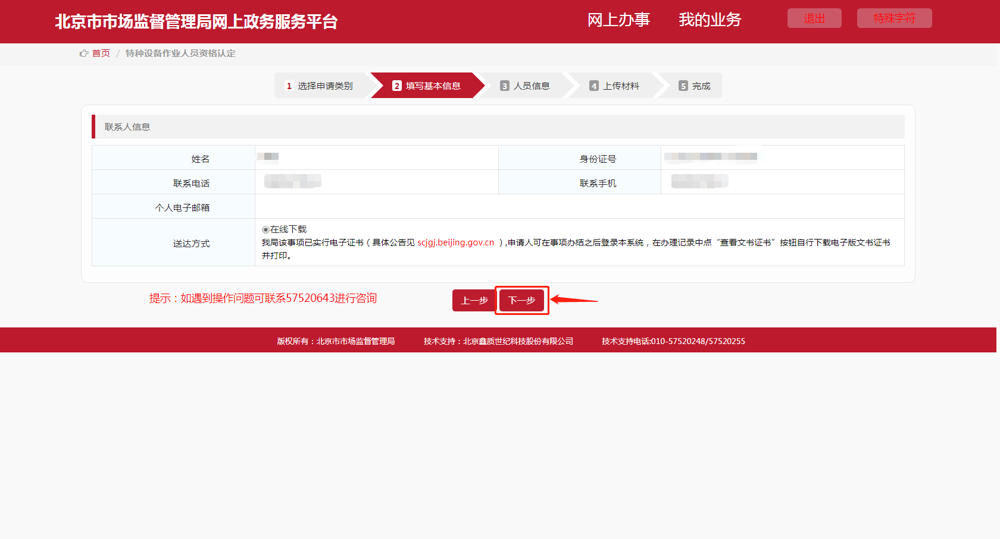 北京市市场监督管理局网上政务服务平台
网上办事
我的业务
退出
特殊字符
首页 / 特种设备作业人员资格认定
1 选择申请类别
2 填写基本信息
3 人员信息
4 上传材料
5 完成
联系人信息
姓名
身份证号
联系电话
联系手机
个人电子邮箱
送达方式
在线下载
我局该事项已实行电子证书（具体公告见 scjgj.beijing.gov.cn ）,申请人可在事项办结之后登录本系统，在办理记录中点“查看文书证书”按钮自行下载电子版文书证书
并打印。
提示：如遇到操作问题可联系57520643进行咨询
上一步
下一步
版权所有：北京市市场监督管理局
技术支持：北京鑫质世纪科技股份有限公司
技术支持电话:010-57520248/57520255